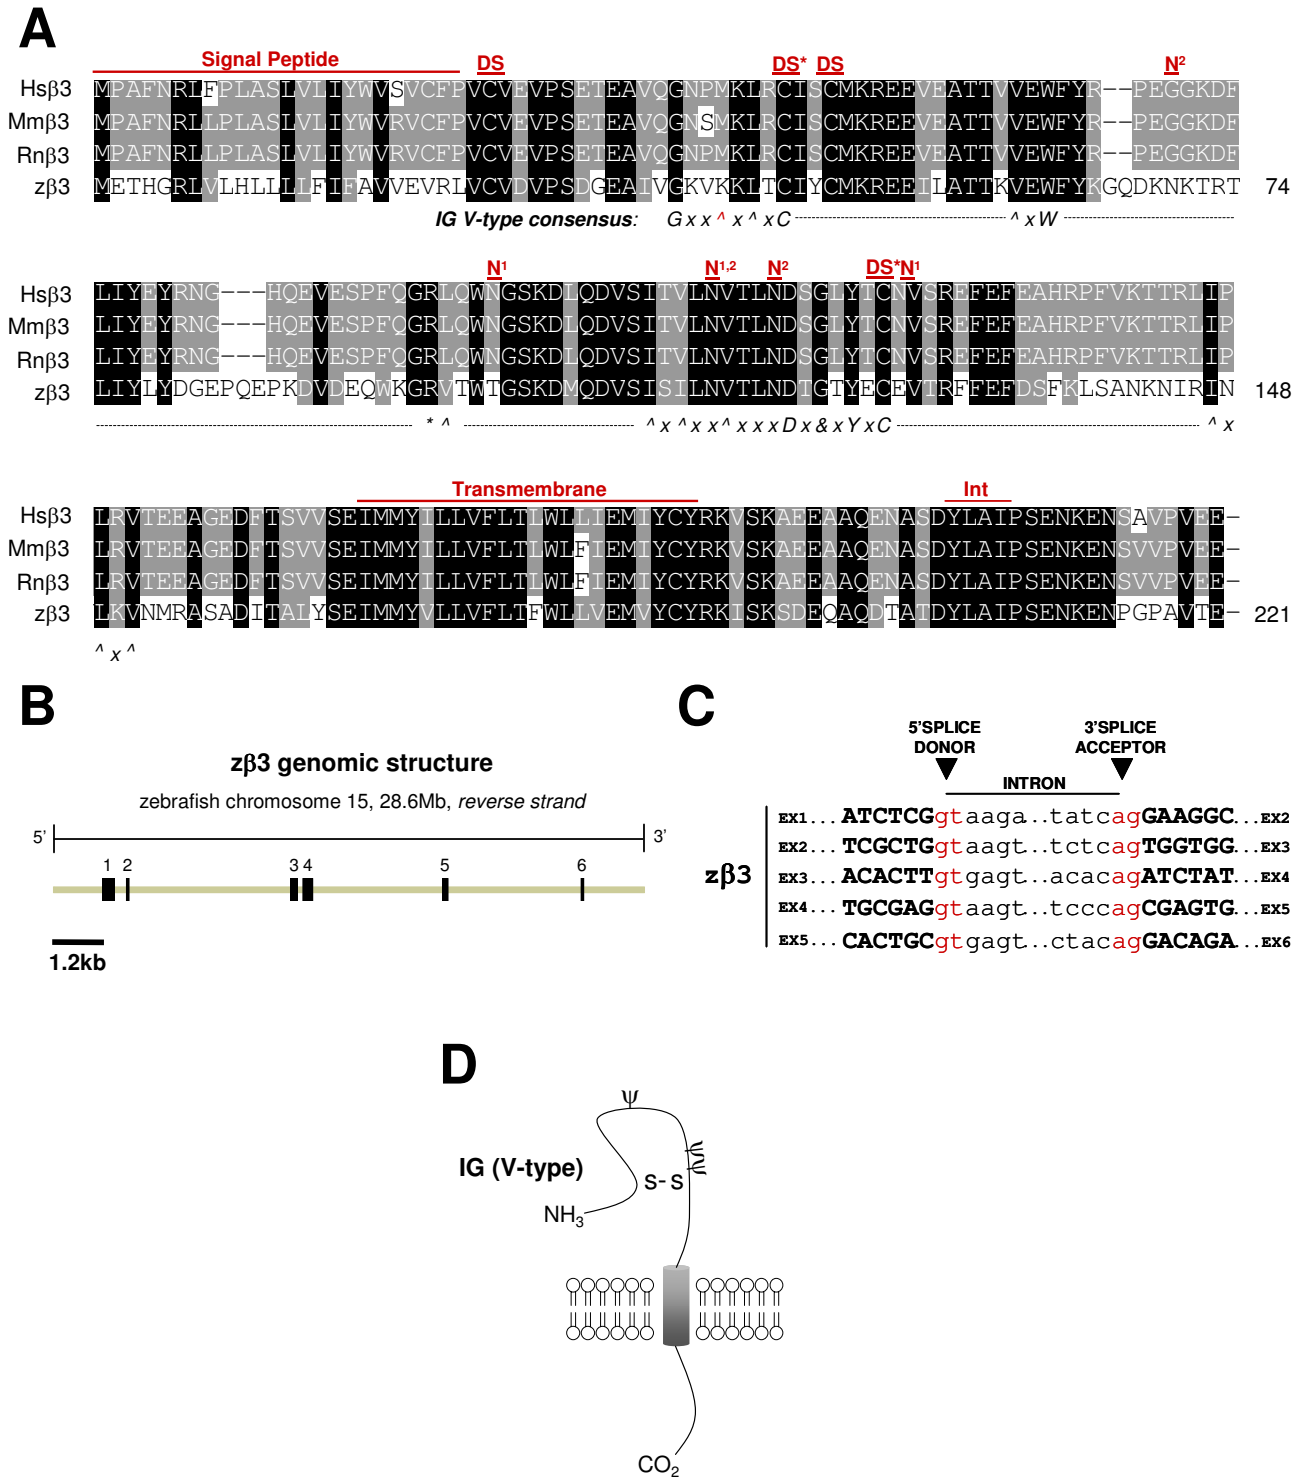 A
Signal Peptide DS DS* DS N²
Hsβ3 MPAFNRLFPLASLVLIYWVSVCFPVCVEVPSETEAVQGNPMKLRCISCMKREEVEATTVVEWFYR--PEGGKDF
Mmβ3 MPAFNRLLPLASLVLIYWVRVCFPVCVEVPSETEAVQGNSMKLRCISCMKREEVEATTVVEWFYR--PEGGKDF
Rnβ3 MPAFNRLLPLASLVLIYWVRVCFPVCVEVPSETEAVQGNPMKLRCISCMKREEVEATTVVEWFYR--PEGGKDF
zβ3 METHGRLVLHLLLLFIFAVVEVRLVCVDVPSDGEAIVGKVKKLTCIYCMKREEILATTKVEWFYKGQDKNKTRT 74
IG V-type consensus: G x x ^ x ^ x C ---------- ^ x W ----------
N¹ N¹,² N² DS* N¹
Hsβ3 LIYEYRNG---HQEVESPFQGRLQWNGSKDLQDVSITVLNVTLNDSGLYTCNVSREFEFEAHRPFVKTTRLIP
Mmβ3 LIYEYRNG---HQEVESPFQGRLQWNGSKDLQDVSITVLNVTLNDSGLYTCNVSREFEFEAHRPFVKTTRLIP
Rnβ3 LIYEYRNG---HQEVESPFQGRLQWNGSKDLQDVSITVLNVTLNDSGLYTCNVSREFEFEAHRPFVKTTRLIP
zβ3 LIYLYDGEPQEPKDVDEQWKGRVTWTGSKDMQDVSISILNVTLNDTGTYECEVTRFFEFDSFKLSANKNIRIN 148
---------- * ^ ---------- ^ x ^ x x ^ x x x D x & x Y x C ---------- ^ x
Transmembrane Int
Hsβ3 LRVTEEAGEDFTSVVSEIMMYILLVFLTLWLLIEMIYCYRKVSKAEEAAQENASDYLAIPSENKENSAVPVEE-
Mmβ3 LRVTEEAGEDFTSVVSEIMMYILLVFLTLWLFIEMIYCYRKVSKAEEAAQENASDYLAIPSENKENSVVPVEE-
Rnβ3 LRVTEEAGEDFTSVVSEIMMYILLVFLTLWLFIEMIYCYRKVSKAEEAAQENASDYLAIPSENKENSVVPVEE-
zβ3 LKVNMRASADITALYSEIMMYVLLVFLTFWLLVEMVYCYRKISKSDEQAQDTATDYLAIPSENKENPGPAVTE- 221
^ x ^
B
zβ3 genomic structure
zebrafish chromosome 15, 28.6Mb, reverse strand
5' 3'
1 2 3 4 5 6
1.2kb
C
5'SPLICE DONOR
3'SPLICE ACCEPTOR
INTRON
zβ3
EX1... ATCTCGgtaaga...tatcagGAAGGC...EX2
EX2... TCGCTGgtaagt...tctcagTGGTGG...EX3
EX3... ACACTTgtgagt...acacagATCTAT...EX4
EX4... TGCGAGgtaagt...tcccagCGAGTG...EX5
EX5... CACTGCgtgagt...ctacagGACAGA...EX6
D
ψ
IG (V-type)
ψψ
S-S
NH₃
CO₂